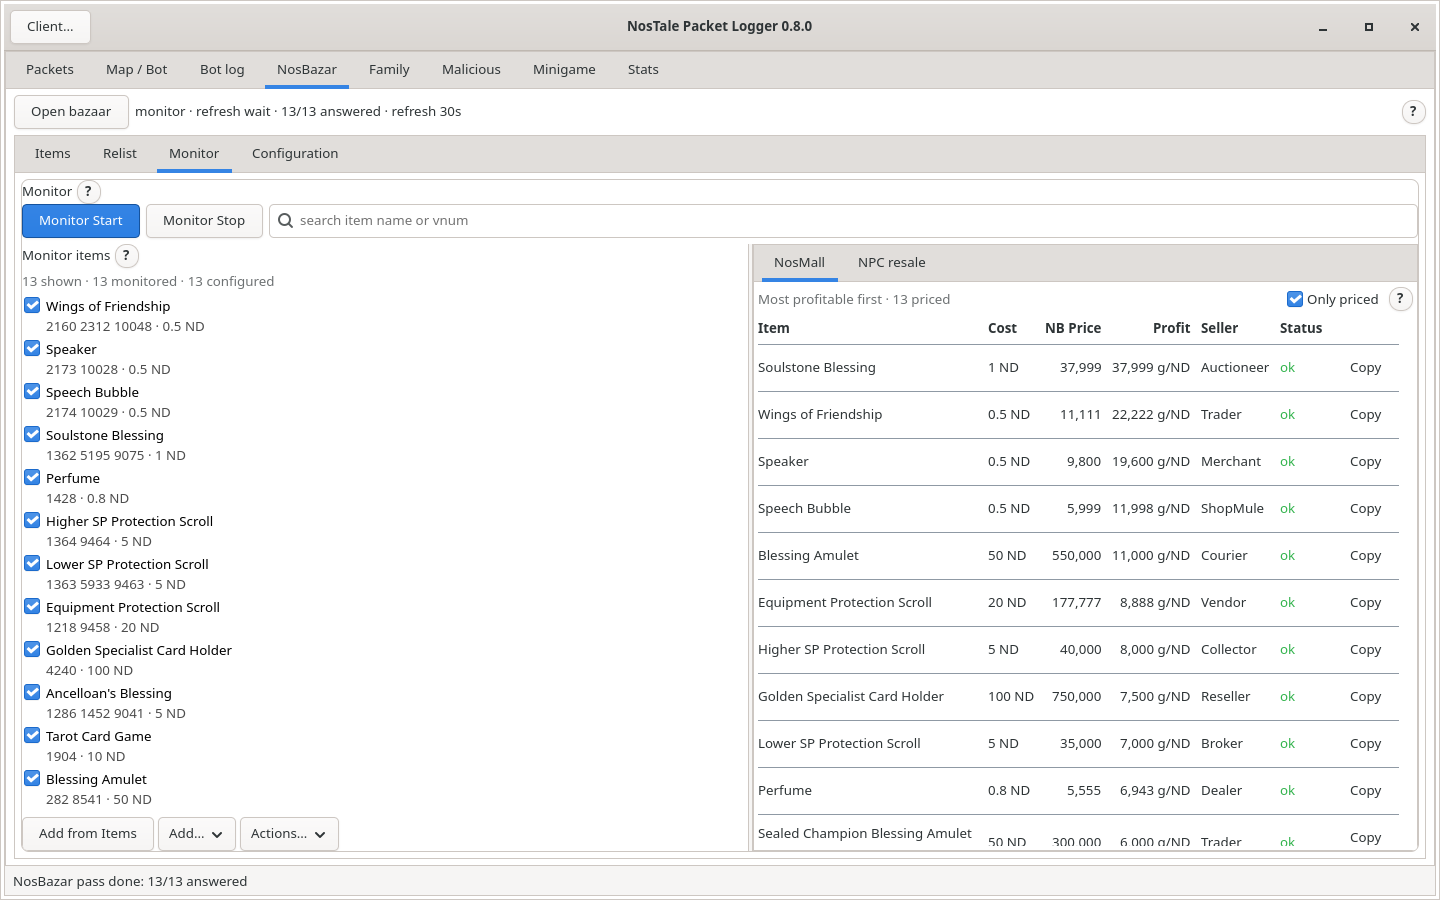 Client...
NosTale Packet Logger 0.8.0
Packets Map / Bot Bot log NosBazar Family Malicious Minigame Stats
Open bazaar monitor · refresh wait · 13/13 answered · refresh 30s ?
Items Relist Monitor Configuration
Monitor ?
Monitor Start Monitor Stop search item name or vnum
Monitor items ?
13 shown · 13 monitored · 13 configured
Wings of Friendship
2160 2312 10048 · 0.5 ND
Speaker
2173 10028 · 0.5 ND
Speech Bubble
2174 10029 · 0.5 ND
Soulstone Blessing
1362 5195 9075 · 1 ND
Perfume
1428 · 0.8 ND
Higher SP Protection Scroll
1364 9464 · 5 ND
Lower SP Protection Scroll
1363 5933 9463 · 5 ND
Equipment Protection Scroll
1218 9458 · 20 ND
Golden Specialist Card Holder
4240 · 100 ND
Ancelloan's Blessing
1286 1452 9041 · 5 ND
Tarot Card Game
1904 · 10 ND
Blessing Amulet
282 8541 · 50 ND
Add from Items Add... Actions...
NosMall NPC resale
Most profitable first · 13 priced Only priced ?
Item Cost NB Price Profit Seller Status
Soulstone Blessing 1 ND 37,999 37,999 g/ND Auctioneer ok Copy
Wings of Friendship 0.5 ND 11,111 22,222 g/ND Trader ok Copy
Speaker 0.5 ND 9,800 19,600 g/ND Merchant ok Copy
Speech Bubble 0.5 ND 5,999 11,998 g/ND ShopMule ok Copy
Blessing Amulet 50 ND 550,000 11,000 g/ND Courier ok Copy
Equipment Protection Scroll 20 ND 177,777 8,888 g/ND Vendor ok Copy
Higher SP Protection Scroll 5 ND 40,000 8,000 g/ND Collector ok Copy
Golden Specialist Card Holder 100 ND 750,000 7,500 g/ND Reseller ok Copy
Lower SP Protection Scroll 5 ND 35,000 7,000 g/ND Broker ok Copy
Perfume 0.8 ND 5,555 6,943 g/ND Dealer ok Copy
Sealed Champion Blessing Amulet 50 ND 300,000 6,000 g/ND Trader ok Copy
NosBazar pass done: 13/13 answered